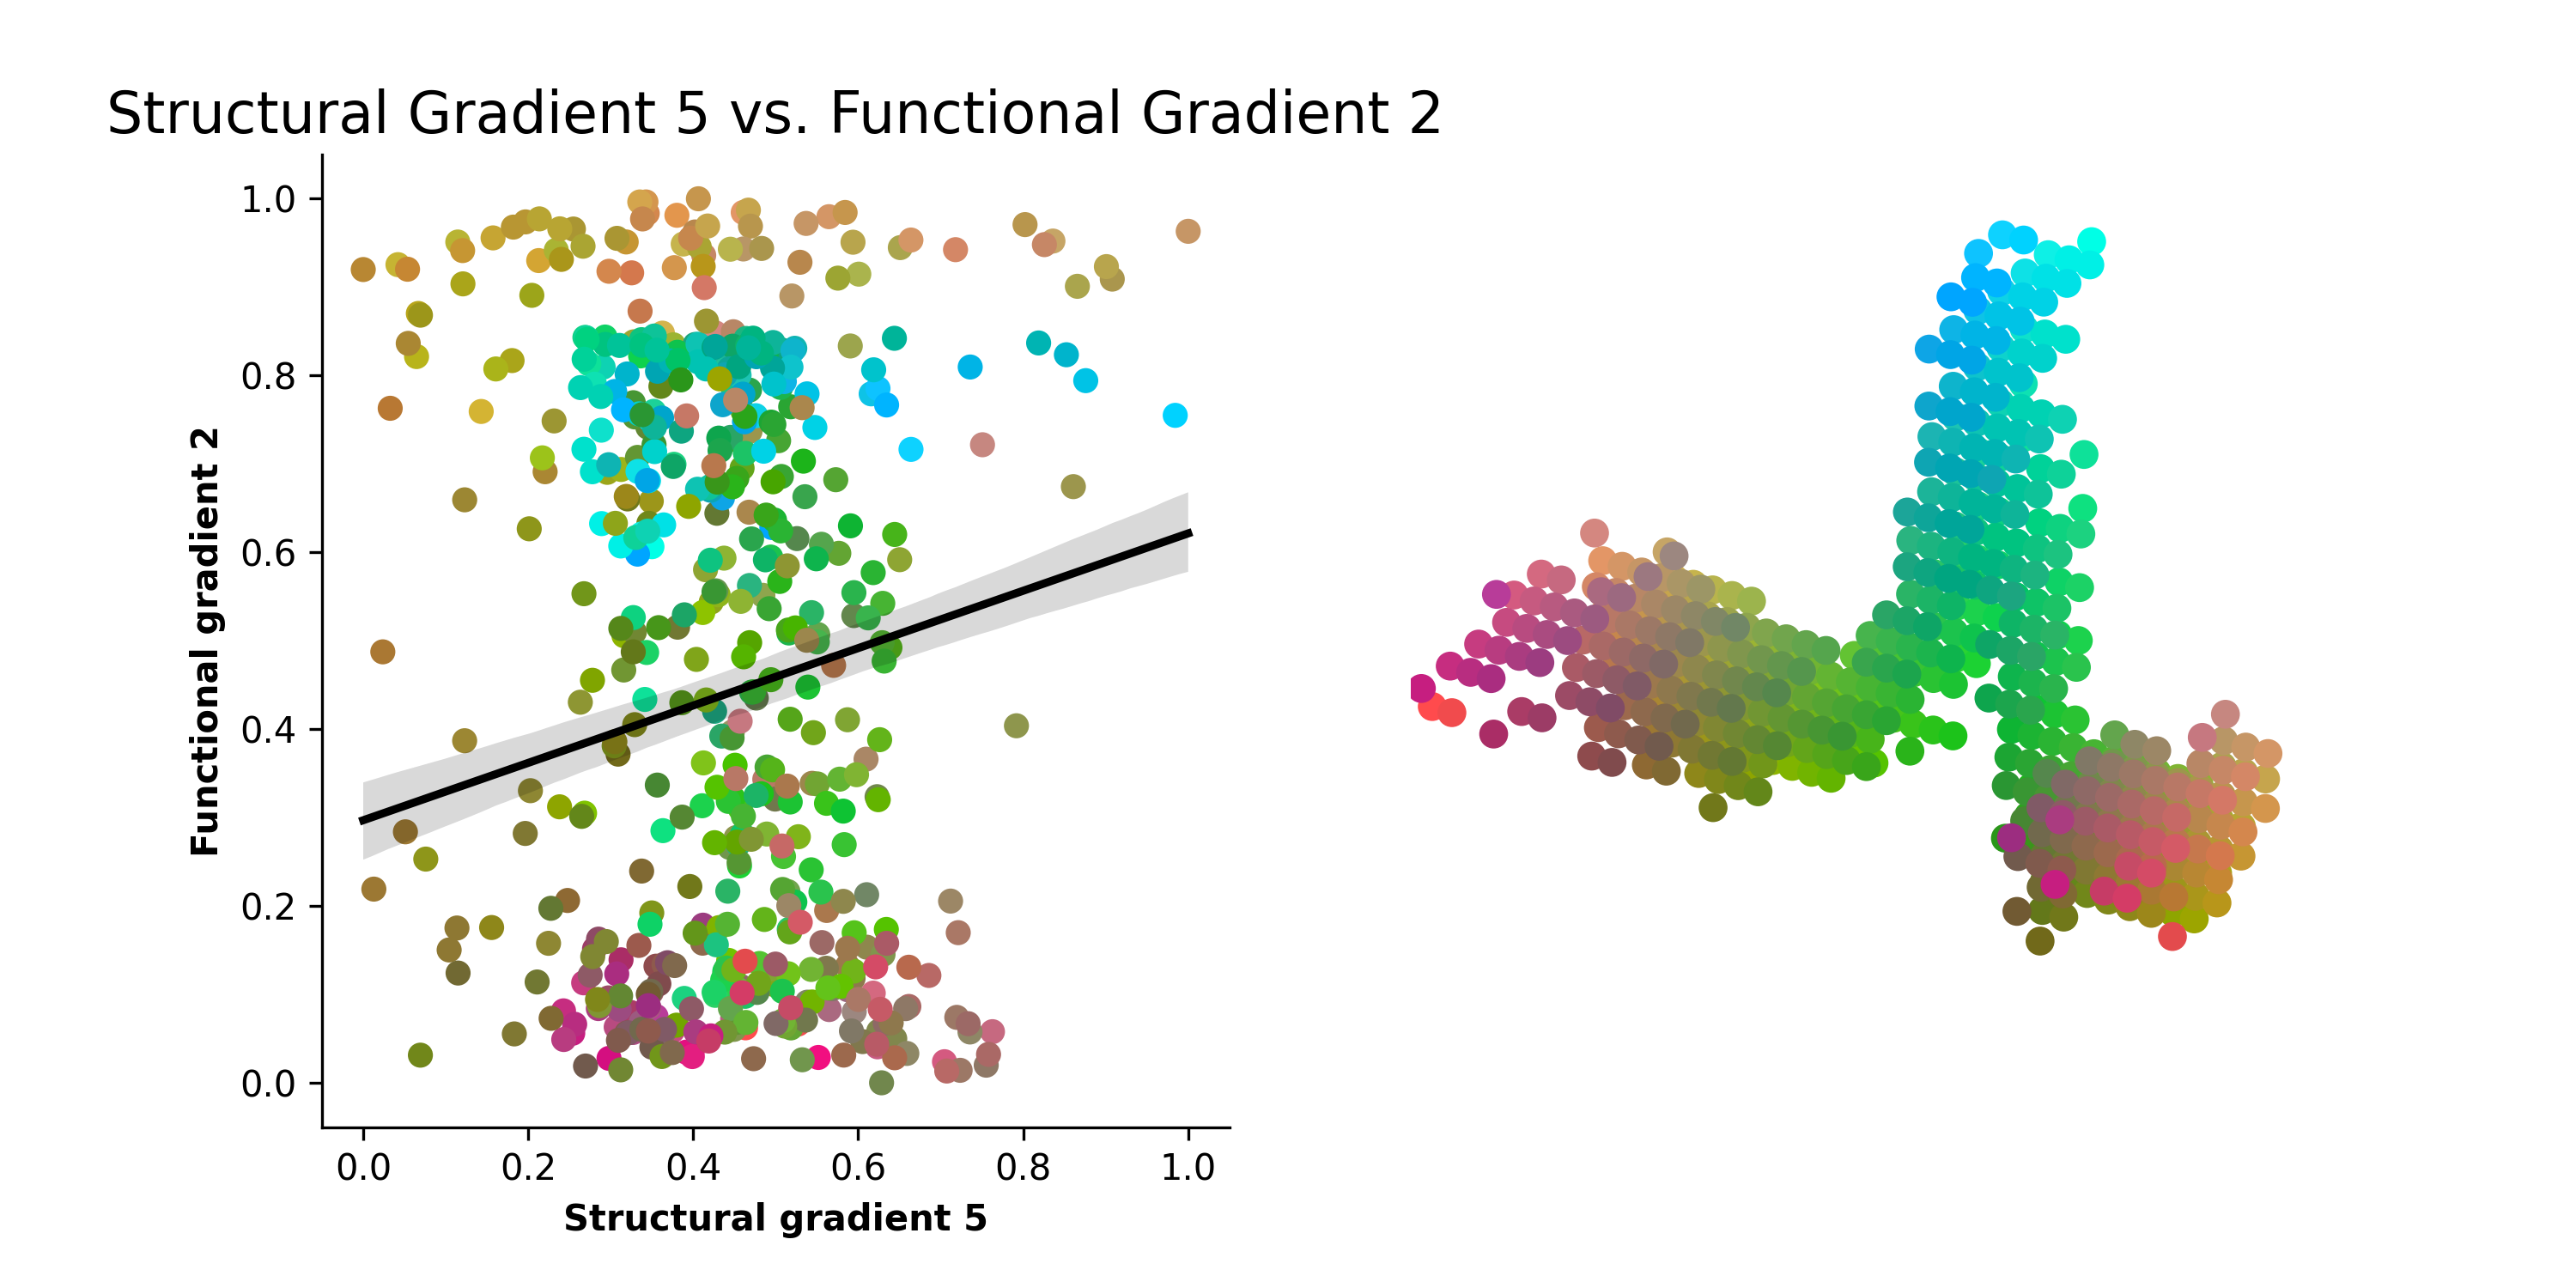 Structural Gradient 5 vs. Functional Gradient 2
1.0
0.8
0.6
0.4
0.2
0.0
Functional gradient 2
0.0 0.2 0.4 0.6 0.8 1.0
Structural gradient 5